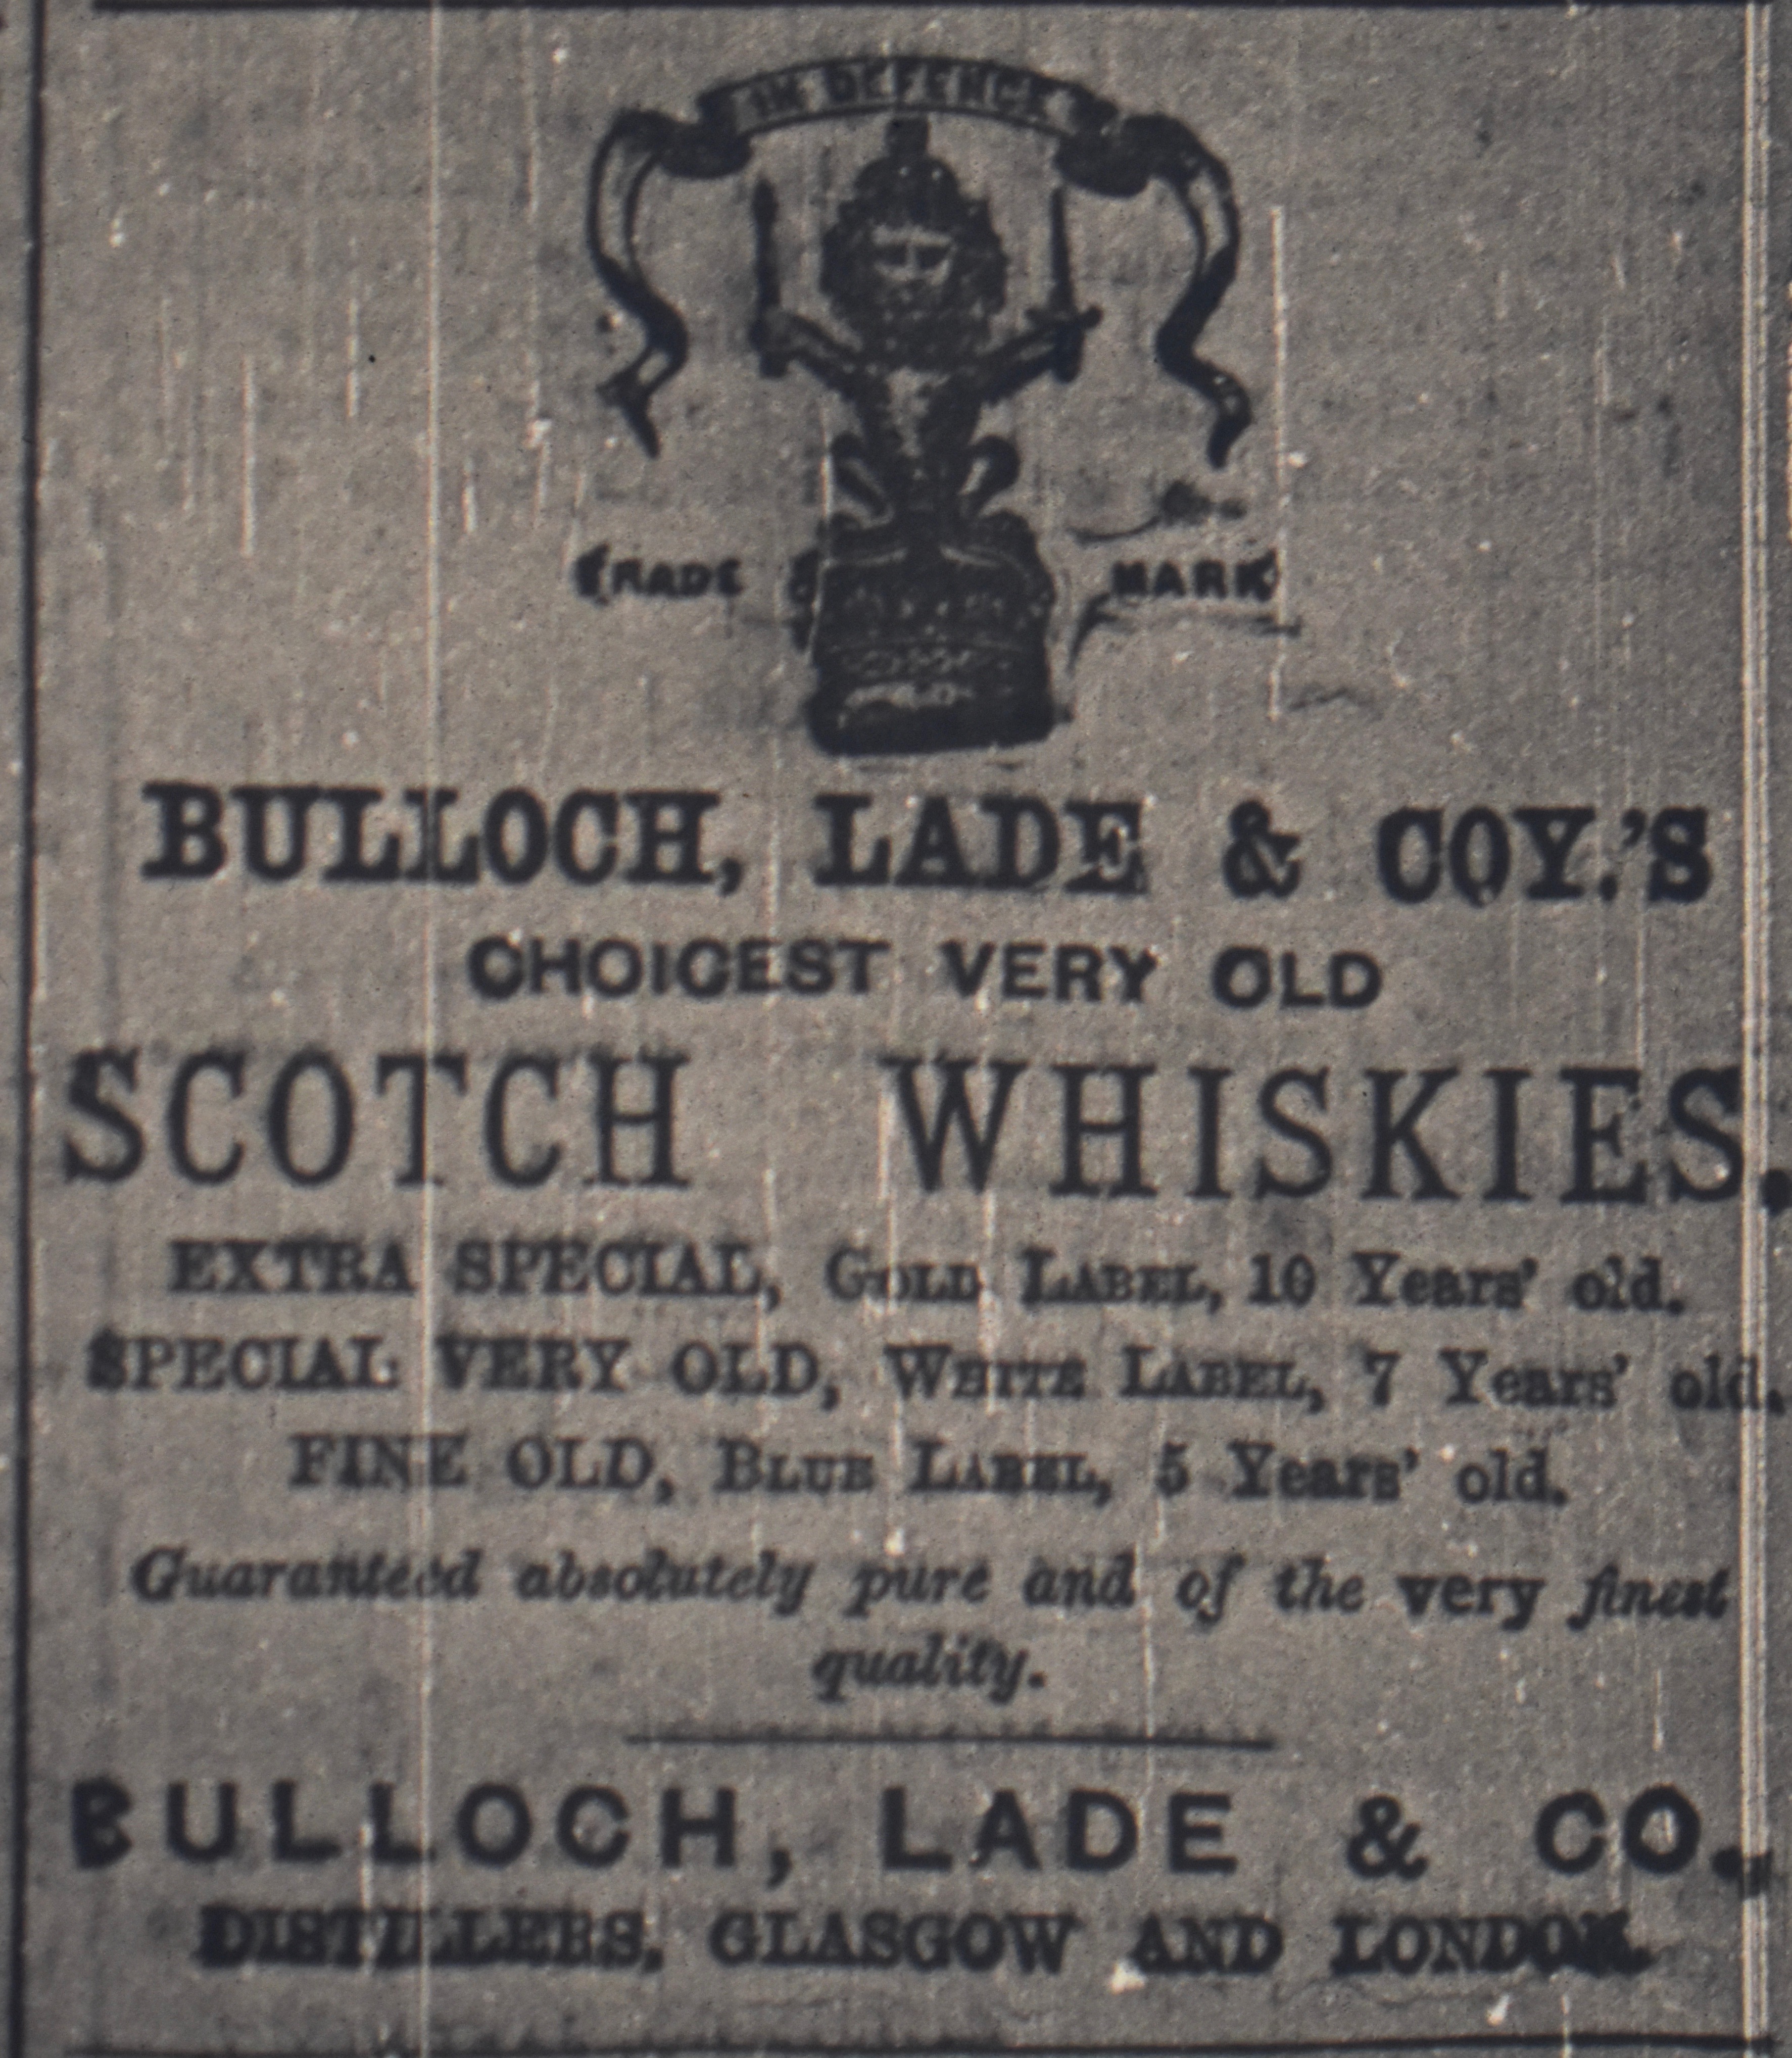 IN DEFENCE
TRADE MARK
BULLOCH, LADE & COY.'S
CHOICEST VERY OLD
SCOTCH WHISKIES.
EXTRA SPECIAL, GOLD LABEL, 10 Years' old.
SPECIAL VERY OLD, WHITE LABEL, 7 Years' old.
FINE OLD, BLUE LABEL, 5 Years' old.
Guaranteed absolutely pure and of the very finest
quality.
BULLOCH, LADE & CO.,
DISTILLERS, GLASGOW AND LONDON.